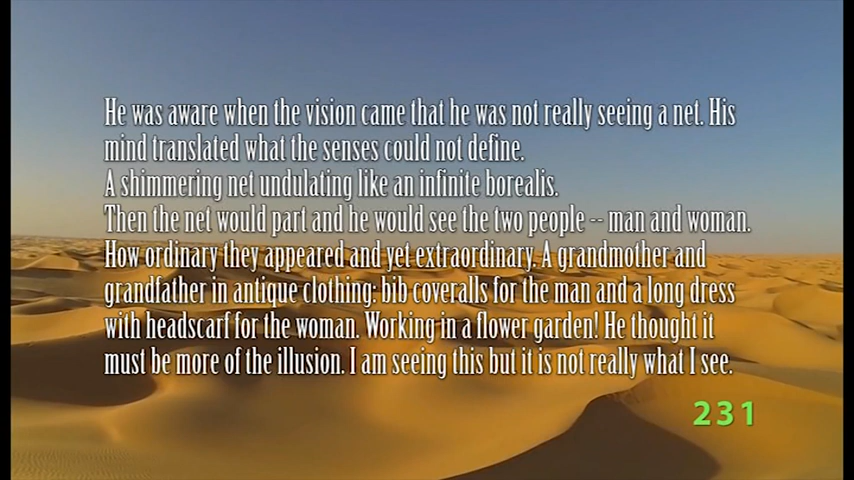 He was aware when the vision came that he was not really seeing a net. His
mind translated what the senses could not define.
A shimmering net undulating like an infinite borealis.
Then the net would part and he would see the two people -- man and woman.
How ordinary they appeared and yet extraordinary. A grandmother and
grandfather in antique clothing: bib coveralls for the man and a long dress
with headscarf for the woman. Working in a flower garden! He thought it
must be more of the illusion. I am seeing this but it is not really what I see.
231